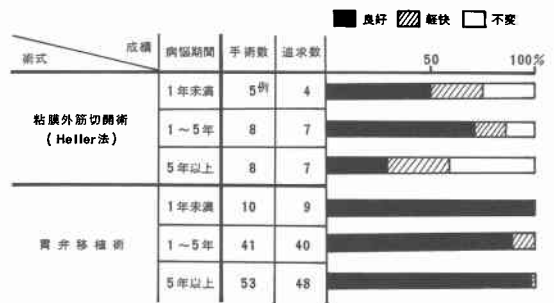 良好 軽快 不変
成績 術式 病悩期間 手術数 追求数 50 100%
粘膜外筋切開術
(Heller法)
1年未満 5例 4
1~5年 8 7
5年以上 8 7
胃弁移植術
1年未満 10 9
1~5年 41 40
5年以上 53 48